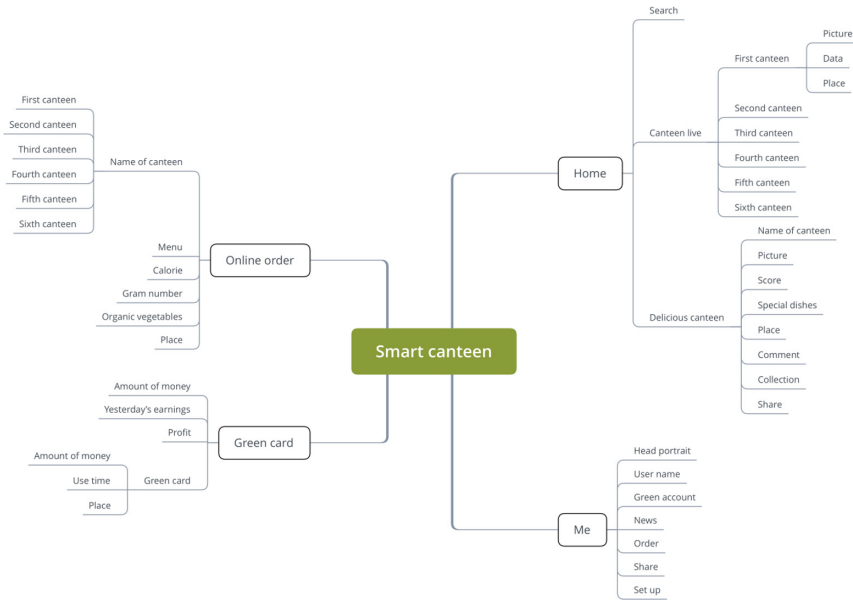 Smart canteen
Home
Search
Canteen live
First canteen
Picture
Data
Place
Second canteen
Third canteen
Fourth canteen
Fifth canteen
Sixth canteen
Delicious canteen
Name of canteen
Picture
Score
Special dishes
Place
Comment
Collection
Share
Me
Head portrait
User name
Green account
News
Order
Share
Set up
Online order
Name of canteen
First canteen
Second canteen
Third canteen
Fourth canteen
Fifth canteen
Sixth canteen
Menu
Calorie
Gram number
Organic vegetables
Place
Green card
Amount of money
Yesterday's earnings
Profit
Green card
Amount of money
Use time
Place